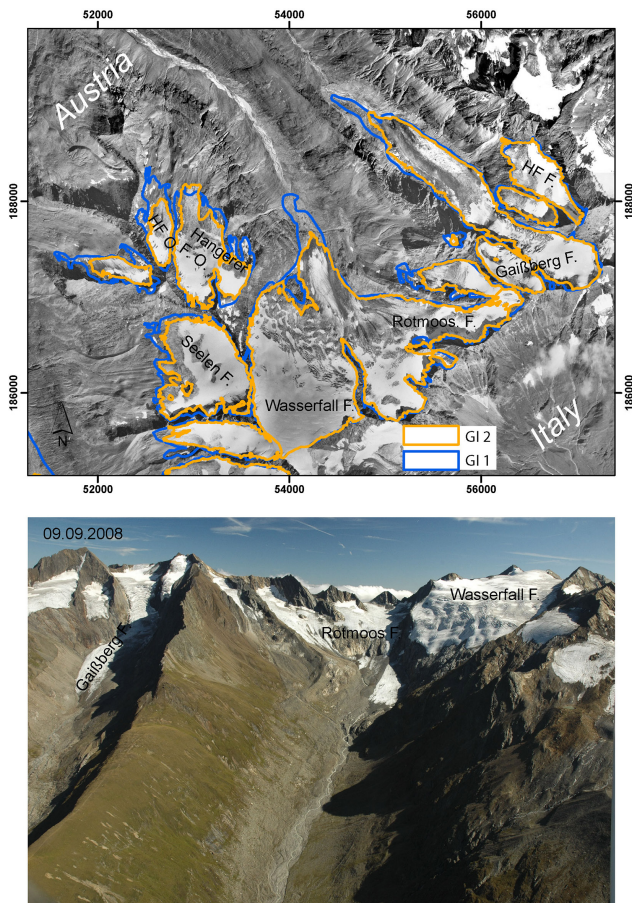 52000 54000 56000
Austria
188000 188000
HF F.
HF O.
F. O.
Hangerer
Gaißberg F.
Rotmoos. F.
Seelen F.
186000 186000
Wasserfall F.
Italy
N
GI 2
GI 1
52000 54000 56000
09.09.2008
Wasserfall F.
Rotmoos F.
Gaißberg F.